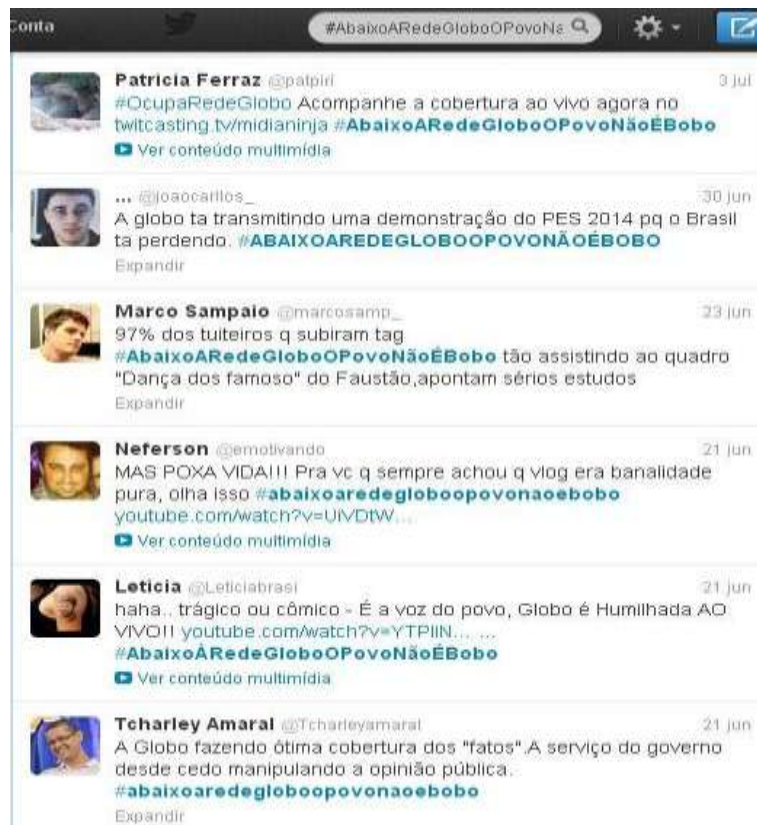 Conta
#AbaixoARedeGloboOPovoNa
Patricia Ferraz @patpiri 3 jul
#OcupaRedeGlobo Acompanhe a cobertura ao vivo agora no
twitcasting.tv/midianinja #AbaixoARedeGloboOPovoNãoÉBobo
Ver conteúdo multimídia
... @joaocarllos_ 30 jun
A globo ta transmitindo uma demonstração do PES 2014 pq o Brasil
ta perdendo. #ABAIXOAREDEGLOBOOPOVONÃOÉBOBO
Expandir
Marco Sampaio @marcosamp_ 23 jun
97% dos tuiteiros q subiram tag
#AbaixoARedeGloboOPovoNãoÉBobo tão assistindo ao quadro
"Dança dos famoso" do Faustão,apontam sérios estudos
Expandir
Neferson @emotivando 21 jun
MAS POXA VIDA!!! Pra vc q sempre achou q vlog era banalidade
pura, olha isso #abaixoaredegloboopovonaoebobo
youtube.com/watch?v=UiVDtW...
Ver conteúdo multimídia
Leticia @Leticiabrasi 21 jun
haha.. trágico ou cômico - É a voz do povo, Globo é Humilhada AO
VIVO!! youtube.com/watch?v=YTPIlN... ...
#AbaixoÀRedeGloboOPovoNãoÉBobo
Ver conteúdo multimídia
Tcharley Amaral @Tcharleyamaral 21 jun
A Globo fazendo ótima cobertura dos "fatos".A serviço do governo
desde cedo manipulando a opinião pública.
#abaixoaredegloboopovonaoebobo
Expandir